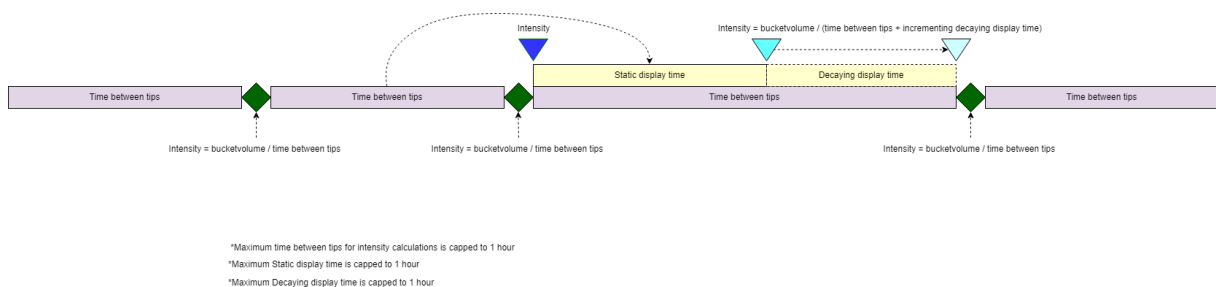 Intensity
Intensity = bucketvolume / (time between tips + incrementing decaying display time)
Static display time
Decaying display time
Time between tips
Time between tips
Time between tips
Time between tips
Intensity = bucketvolume / time between tips
Intensity = bucketvolume / time between tips
Intensity = bucketvolume / time between tips
*Maximum time between tips for intensity calculations is capped to 1 hour
*Maximum Static display time is capped to 1 hour
*Maximum Decaying display time is capped to 1 hour